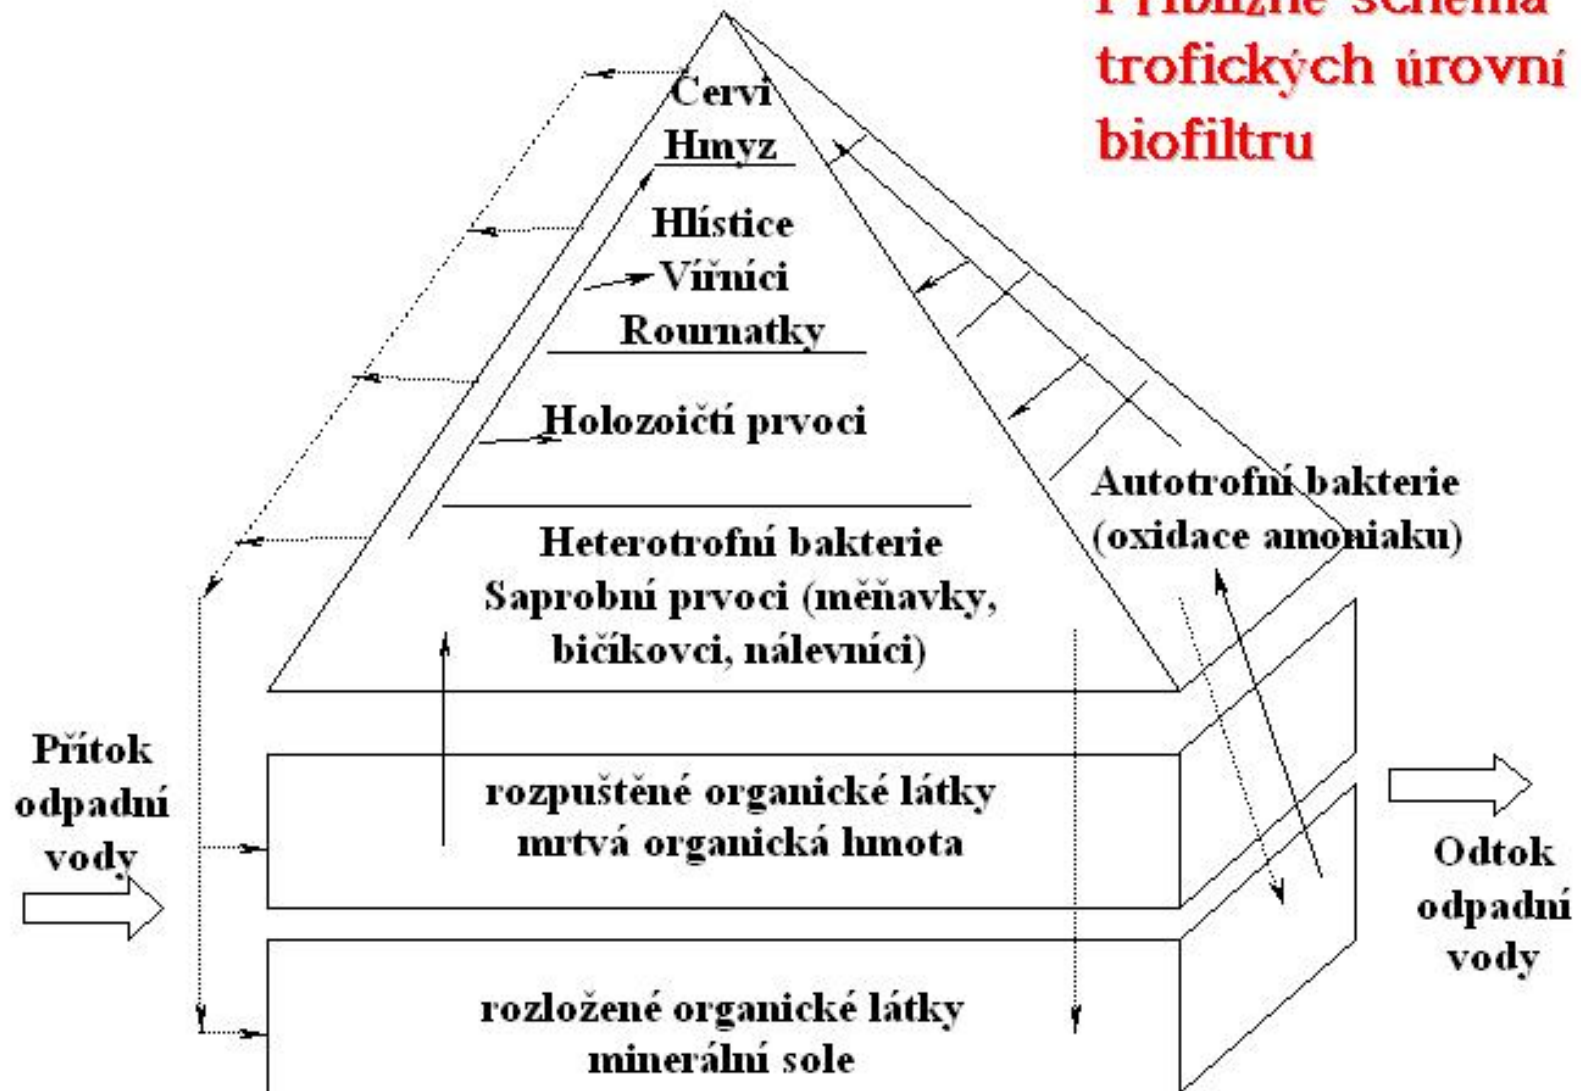 Přibližné schéma
trofických úrovní
biofiltru
Červi
Hmyz
Hlístice
Vířníci
Rournatky
Holozoičtí prvoci
Autotrofní bakterie
(oxidace amoniaku)
Heterotrofní bakterie
Saprobní prvoci (měňavky,
bičíkovci, nálevníci)
Přítok
odpadní
vody
rozpuštěné organické látky
mrtvá organická hmota
Odtok
odpadní
vody
rozložené organické látky
minerální sole